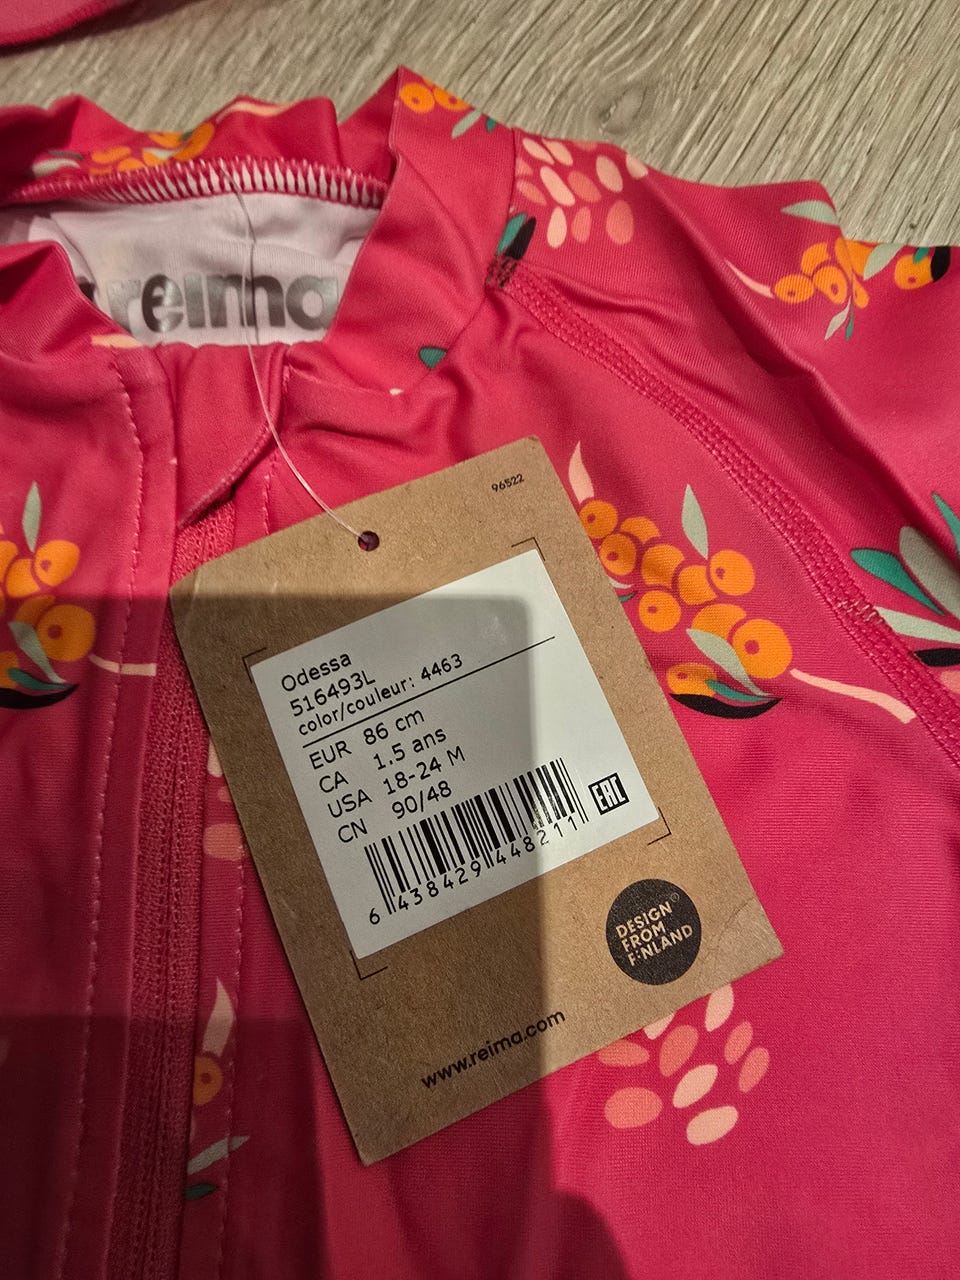 reima
96522
Odessa
516493L
color/couleur: 4463
EUR 86 cm
CA 1.5 ans
USA 18-24 M
CN 90/48
EAC
6 438429 448211
DESIGN
FROM
F:NLAND
www.reima.com